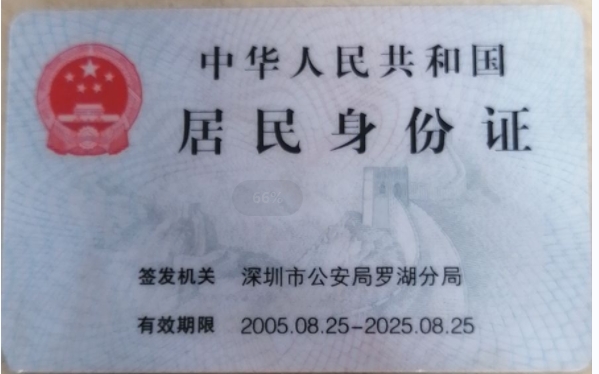 中华人民共和国
居民身份证
66%
签发机关 深圳市公安局罗湖分局
有效期限 2005.08.25-2025.08.25